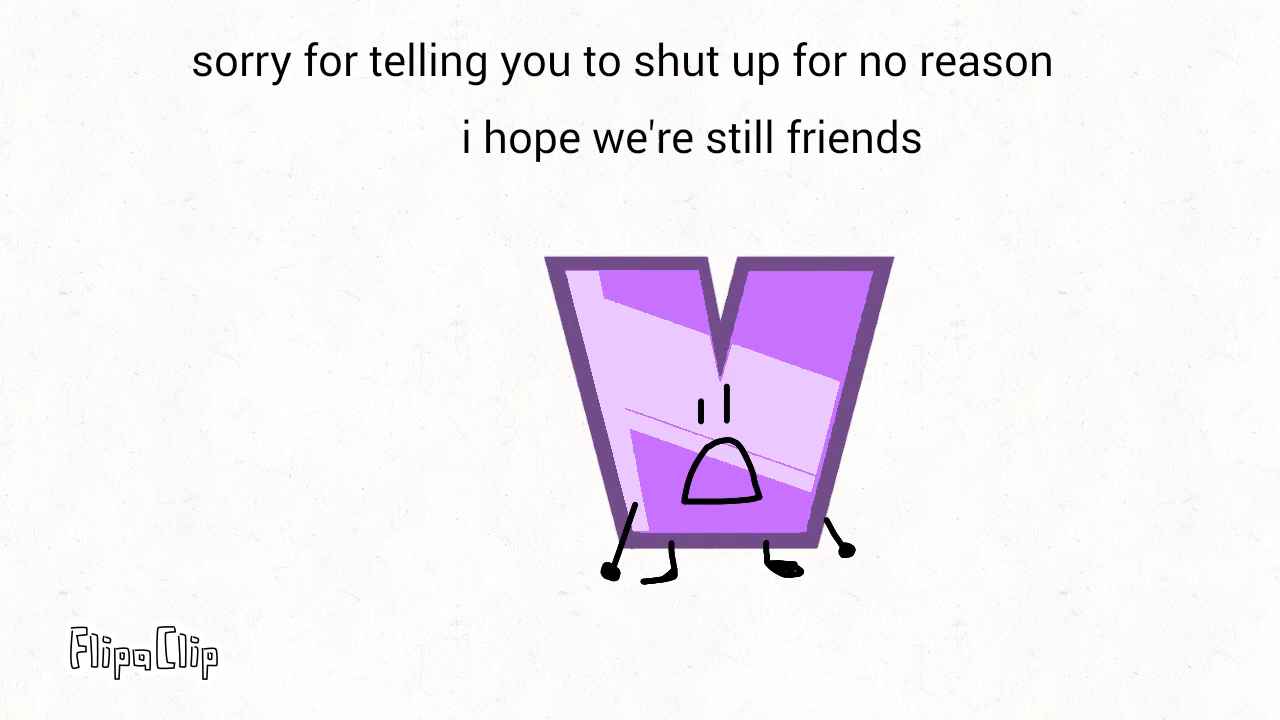 sorry for telling you to shut up for no reason
i hope we're still friends
FlipaClip